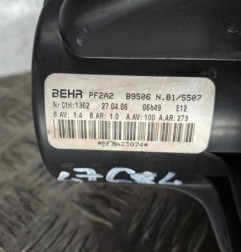 BEHR PF2A2 B9506 N.81/5507
Nr Ctd:1362 27.04.06 06h49 E12
B.AV: 1.4 B.AR: 1.0 A.AV:100 A.AR:273
*PF2A23074*